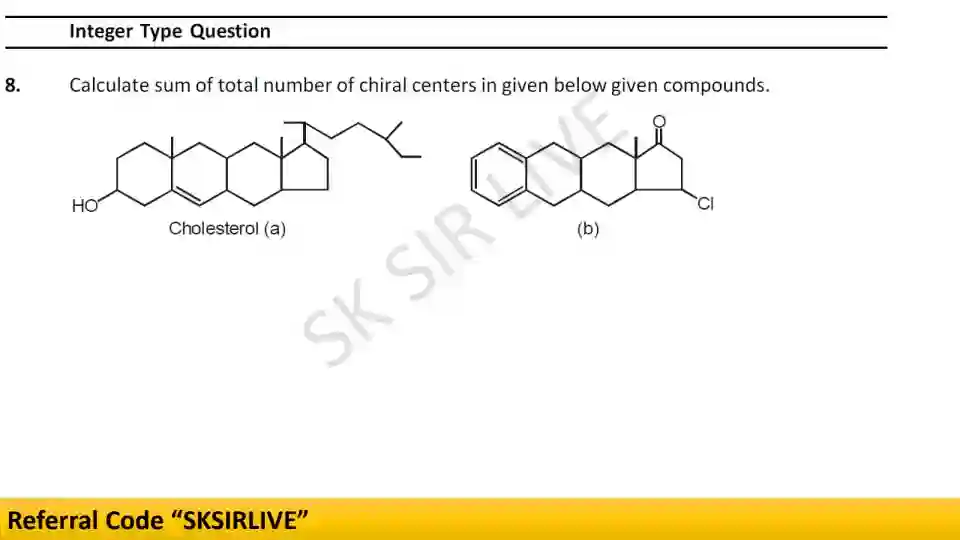 Integer Type Question
8. Calculate sum of total number of chiral centers in given below given compounds.
O
HO
Cl
Cholesterol (a)
(b)
SK SIR LIVE
Referral Code “SKSIRLIVE”